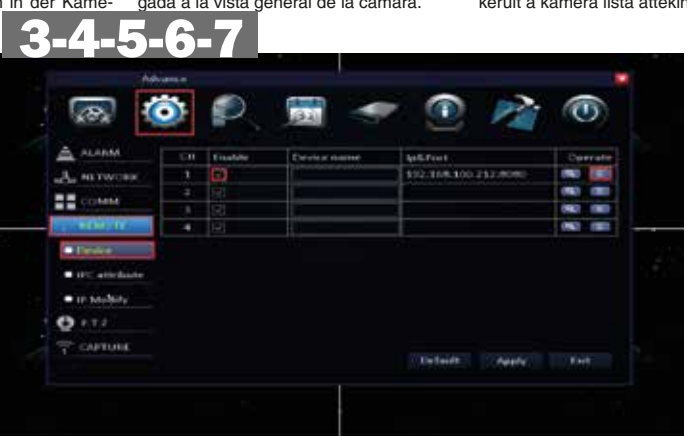 in der Kame-
gada a la vista general de la cámara.
került a kamera lista áttekin
3-4-5-6-7
Advance
31
ALARM
CH Enable Device name Ip&Port Operate
1 192.168.100.212:8080
NETWORK
2
COMM
3
REMOTE
4
Device
IPC attribute
IP Modify
P T Z
CAPTURE
Default Apply Exit